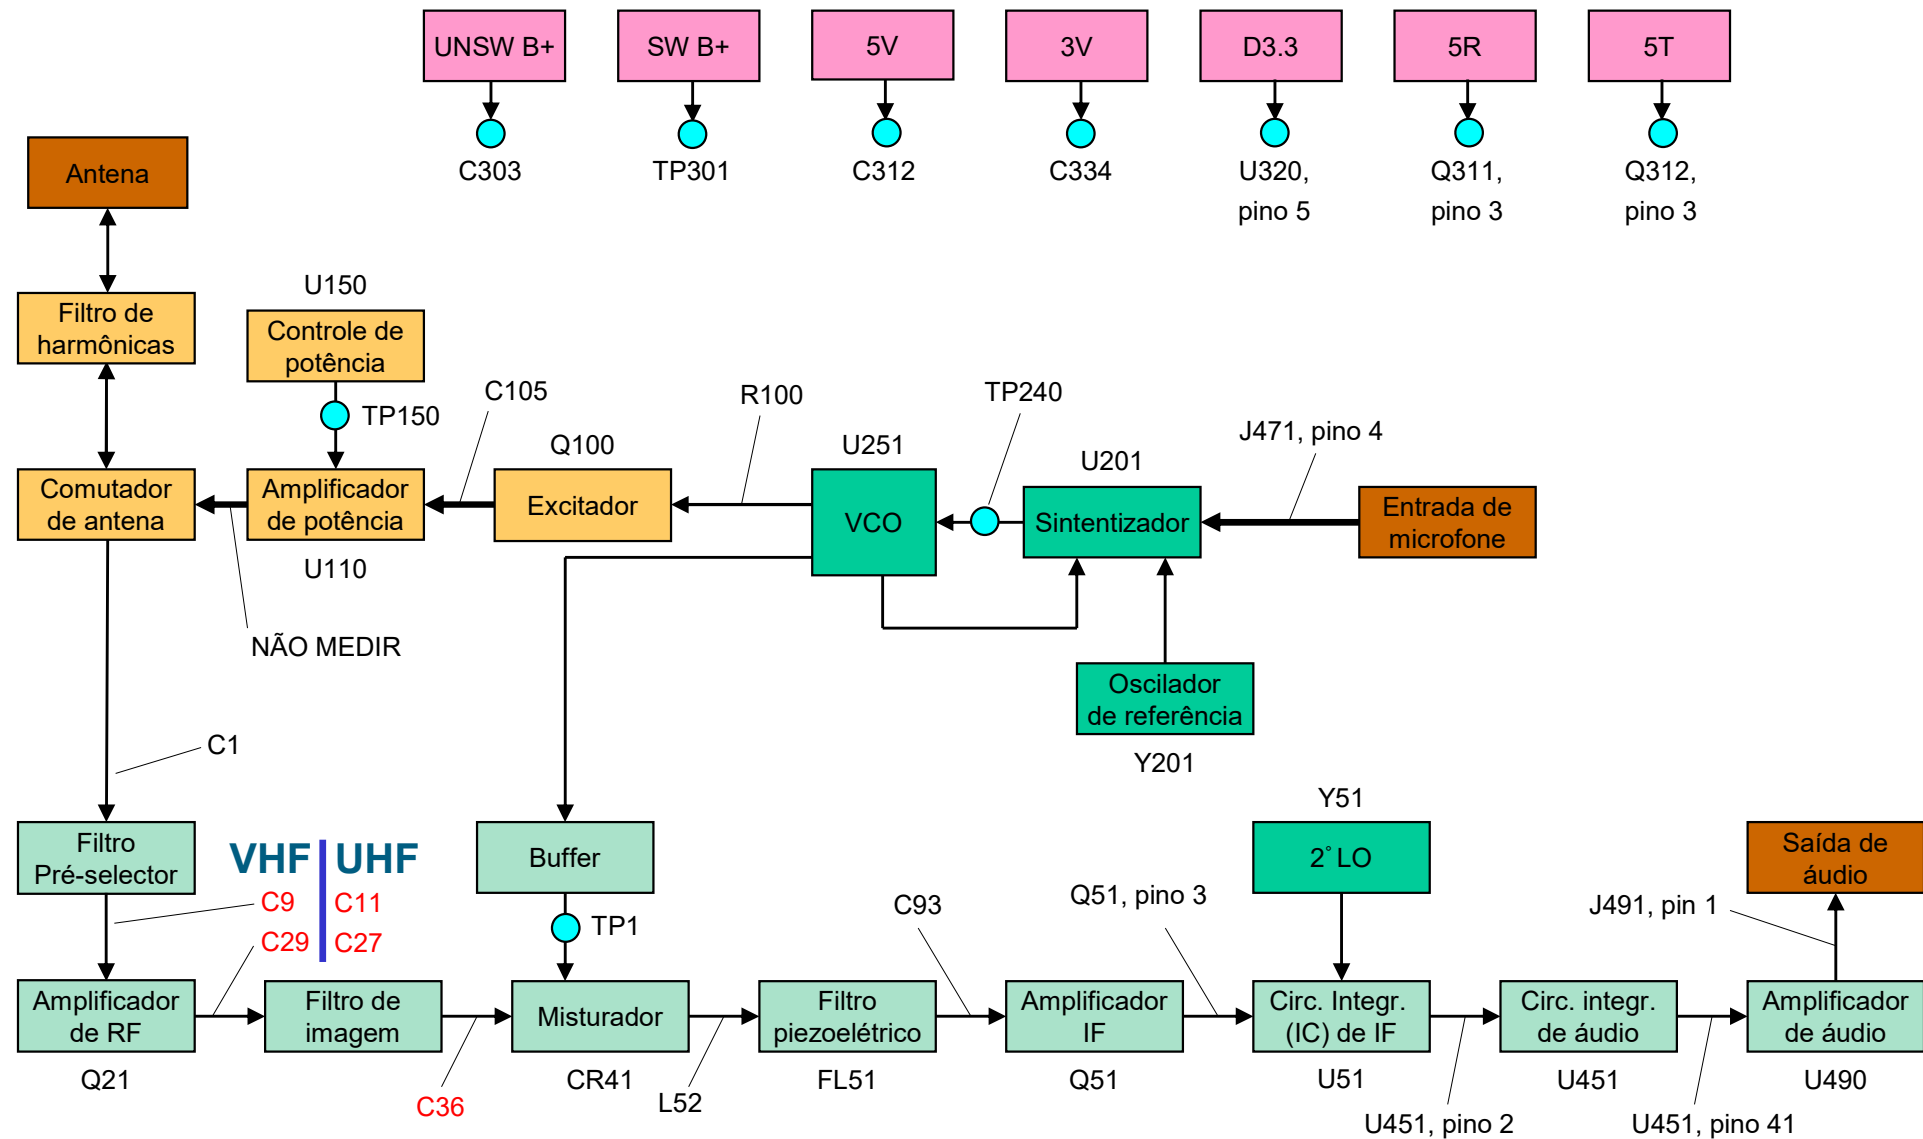 UNSW B+
SW B+
5V
3V
D3.3
5R
5T
C303
TP301
C312
C334
U320,
pino 5
Q311,
pino 3
Q312,
pino 3
Antena
Filtro de
harmônicas
U150
Controle de
potência
TP150
C105
R100
TP240
J471, pino 4
Comutador
de antena
Amplificador
de potência
U110
NÃO MEDIR
Q100
Excitador
U251
VCO
U201
Sintentizador
Entrada de
microfone
Oscilador
de referência
Y201
C1
Filtro
Pré-selector
VHF UHF
C9 C11
C29 C27
Buffer
TP1
C93
Q51, pino 3
Y51
2° LO
J491, pin 1
Saída de
áudio
Amplificador
de RF
Q21
Filtro de
imagem
C36
Misturador
CR41
L52
Filtro
piezoelétrico
FL51
Amplificador
IF
Q51
Circ. Integr.
(IC) de IF
U51
U451, pino 2
Circ. integr.
de áudio
U451
U451, pino 41
Amplificador
de áudio
U490